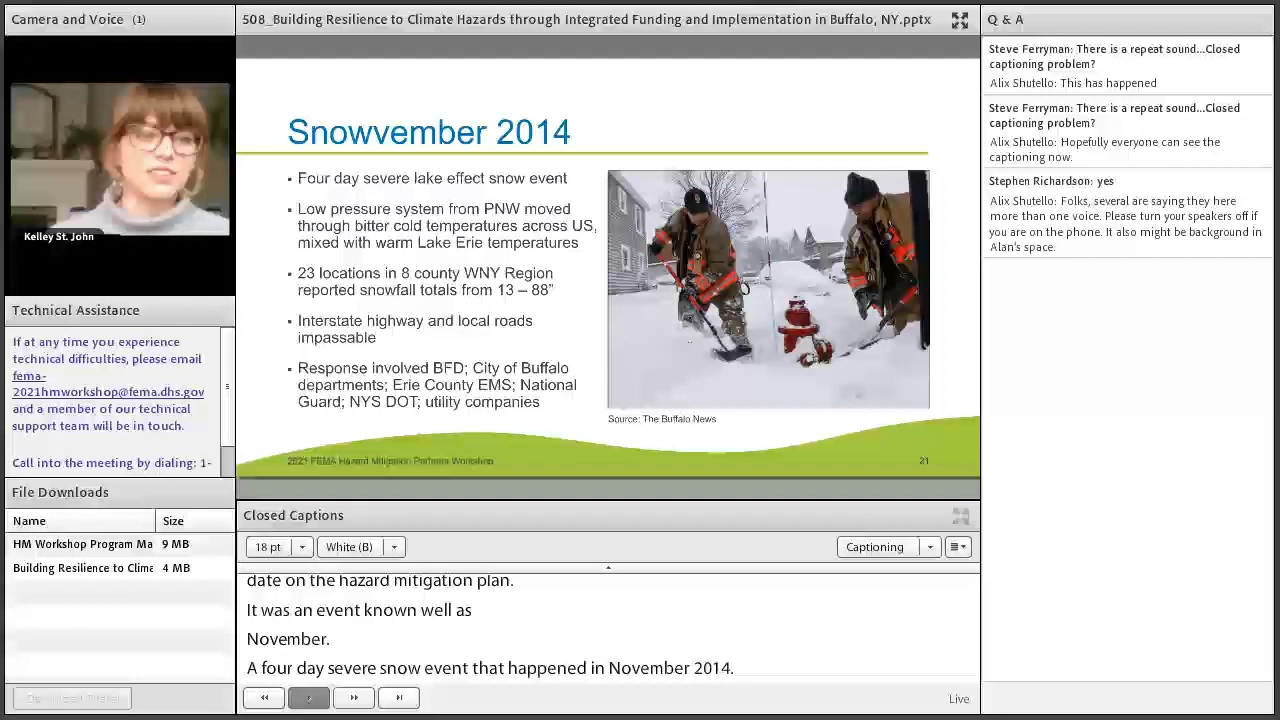 Camera and Voice (1)
Kelley St. John
Technical Assistance
If at any time you experience
technical difficulties, please email
fema-
2021hmworkshop@fema.dhs.gov
and a member of our technical
support team will be in touch.
Call into the meeting by dialing: 1-
File Downloads
Name Size
HM Workshop Program Ma 9 MB
Building Resilience to Clima 4 MB
508_Building Resilience to Climate Hazards through Integrated Funding and Implementation in Buffalo, NY.pptx
Snowvember 2014
▪ Four day severe lake effect snow event
▪ Low pressure system from PNW moved
through bitter cold temperatures across US,
mixed with warm Lake Erie temperatures
▪ 23 locations in 8 county WNY Region
reported snowfall totals from 13 – 88”
▪ Interstate highway and local roads
impassable
▪ Response involved BFD; City of Buffalo
departments; Erie County EMS; National
Guard; NYS DOT; utility companies
Source: The Buffalo News
2021 FEMA Hazard Mitigation Partners Workshop
21
Closed Captions
18 pt White (B) Captioning
date on the hazard mitigation plan.
It was an event known well as
November.
A four day severe snow event that happened in November 2014.
Live
Q & A
Steve Ferryman: There is a repeat sound...Closed
captioning problem?
Alix Shutello: This has happened
Steve Ferryman: There is a repeat sound...Closed
captioning problem?
Alix Shutello: Hopefully everyone can see the
captioning now.
Stephen Richardson: yes
Alix Shutello: Folks, several are saying they here
more than one voice. Please turn your speakers off if
you are on the phone. It also might be background in
Alan's space.